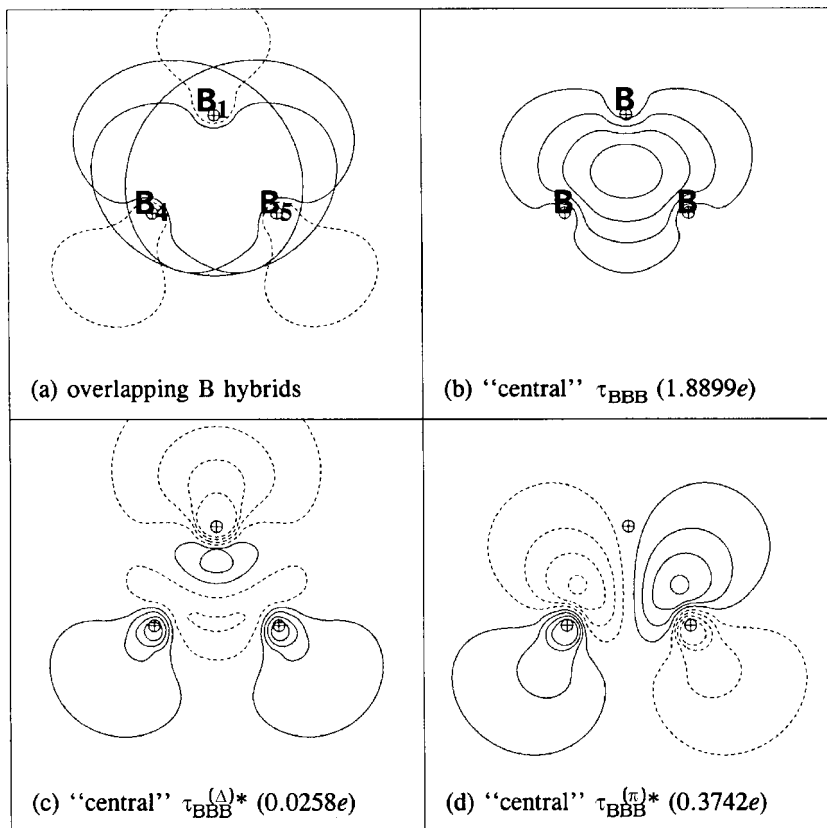 B1
B4 B5
(a) overlapping B hybrids
B
B B
(b) “central” τBBB (1.8899e)
(c) “central” τBBB(Δ)* (0.0258e)
(d) “central” τBBB(π)* (0.3742e)